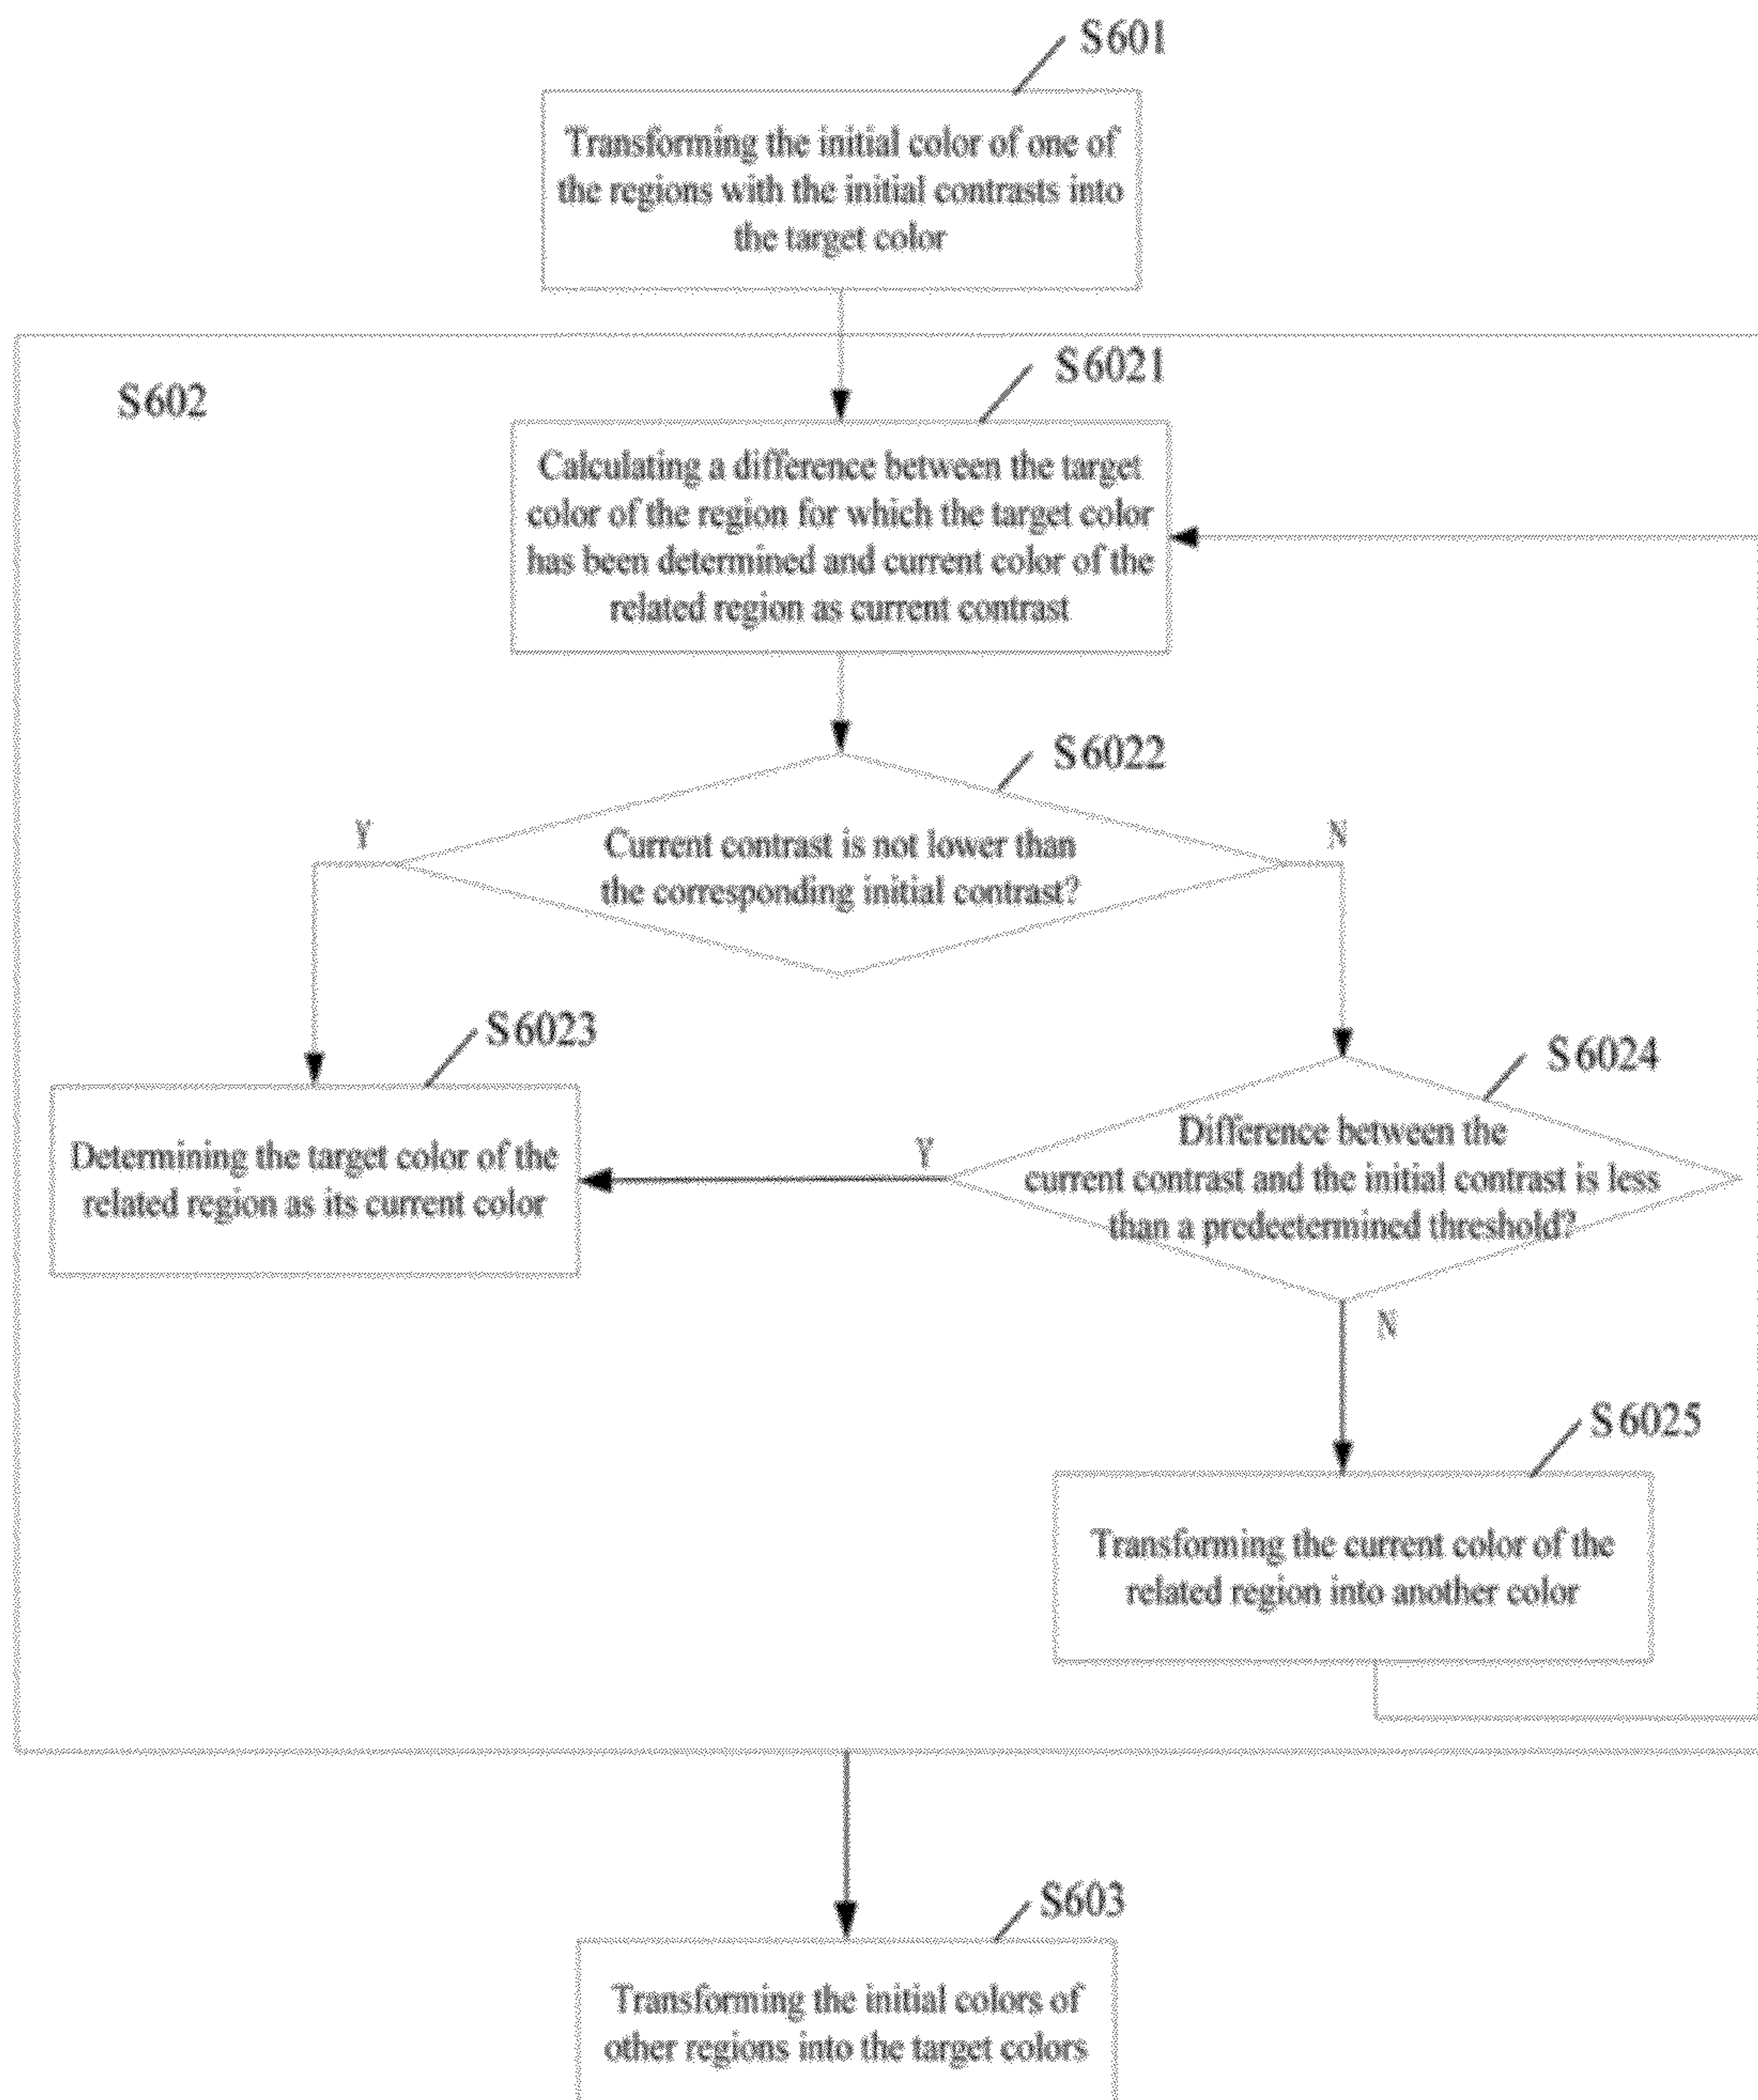 S601
Transforming the initial color of one of
the regions with the initial contrasts into
the target color
S602
S6021
Calculating a difference between the target
color of the region for which the target color
has been determined and current color of the
related region as current contrast
S6022
Current contrast is not lower than
the corresponding initial contrast?
Y
N
S6023
Determining the target color of the
related region as its current color
S6024
Difference between the
current contrast and the initial contrast is less
than a predeetermined threshold?
Y
N
S6025
Transforming the current color of the
related region into another color
S603
Transforming the initial colors of
other regions into the target colors